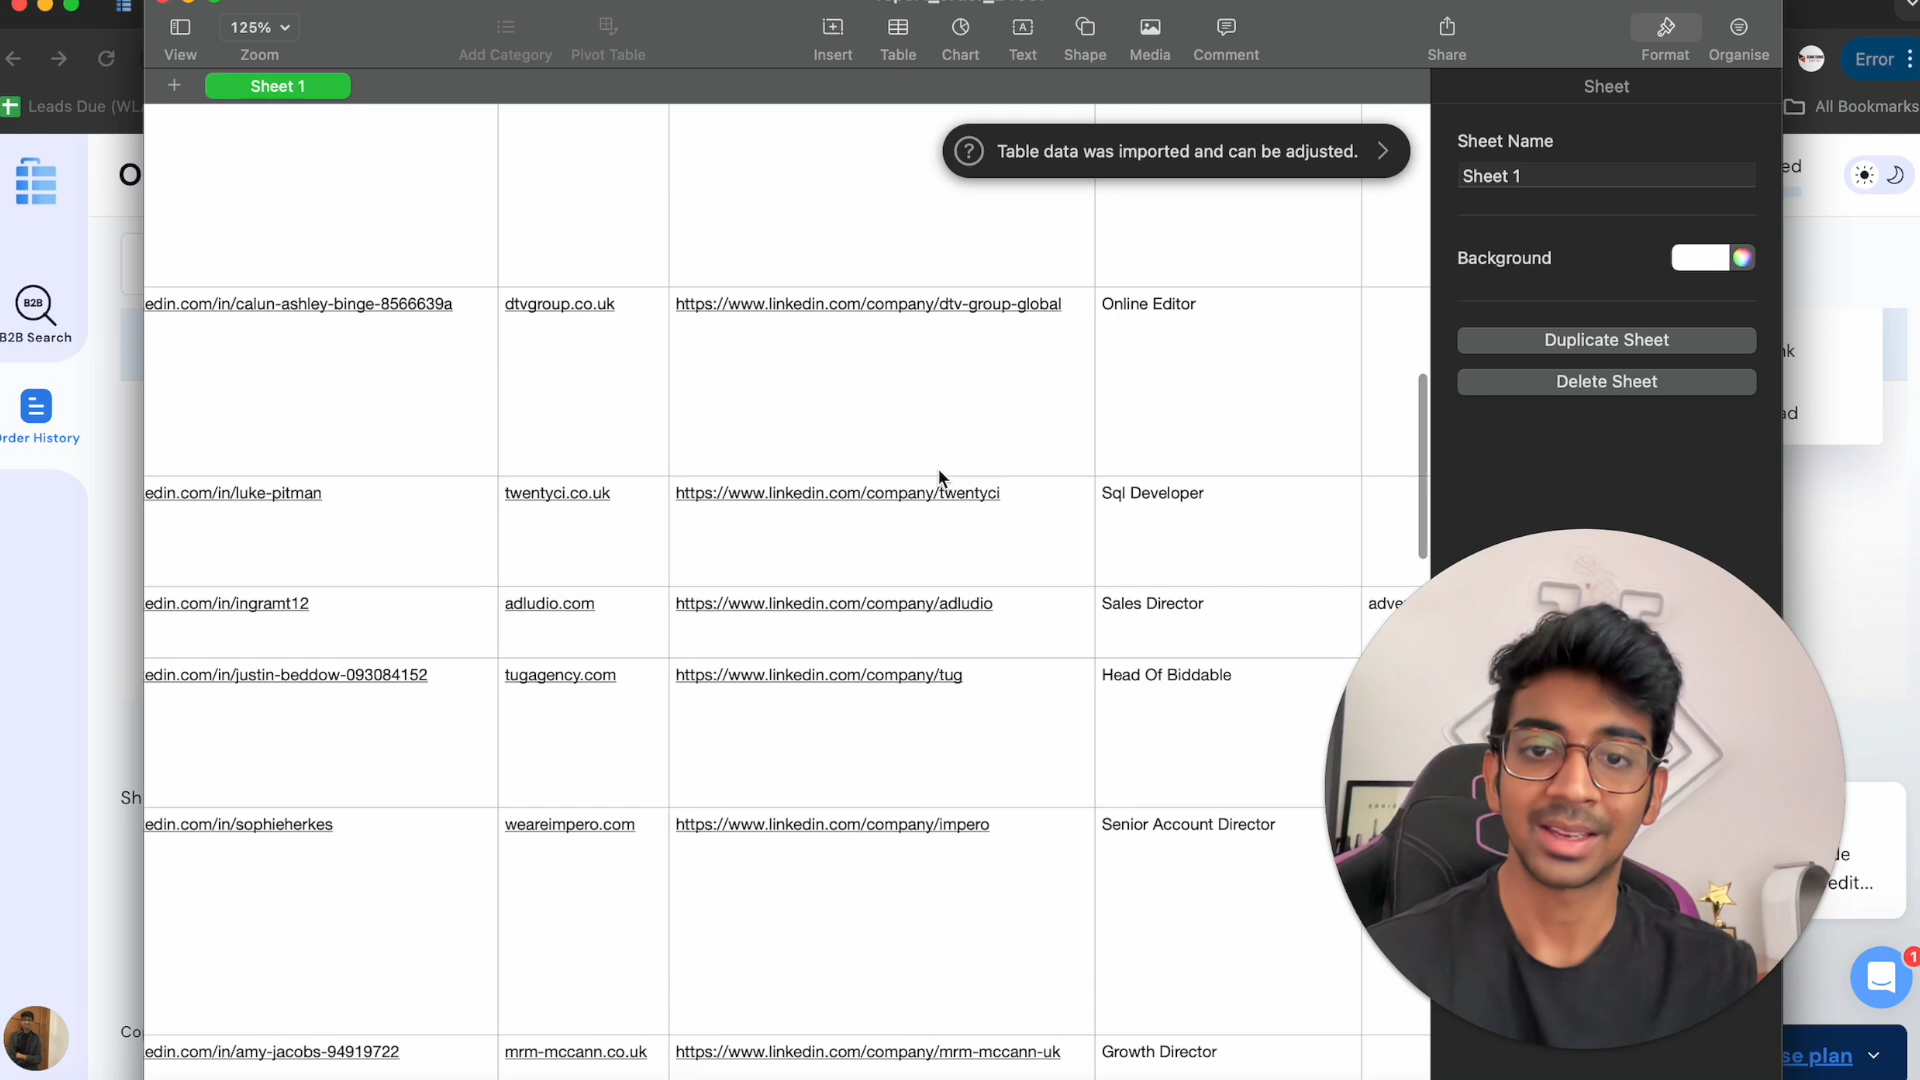 125%
View
Zoom
Add Category
Pivot Table
Insert
Table
Chart
Text
Shape
Media
Comment
Share
Format
Organise
Error
Leads Due (WL
Sheet 1
Sheet
All Bookmarks
Table data was imported and can be adjusted.
Sheet Name
Sheet 1
Background
Duplicate Sheet
Delete Sheet
B2B
B2B Search
Order History
edin.com/in/calun-ashley-binge-8566639a
dtvgroup.co.uk
https://www.linkedin.com/company/dtv-group-global
Online Editor
edin.com/in/luke-pitman
twentyci.co.uk
https://www.linkedin.com/company/twentyci
Sql Developer
edin.com/in/ingramt12
adludio.com
https://www.linkedin.com/company/adludio
Sales Director
adve
edin.com/in/justin-beddow-093084152
tugagency.com
https://www.linkedin.com/company/tug
Head Of Biddable
edin.com/in/sophieherkes
weareimpero.com
https://www.linkedin.com/company/impero
Senior Account Director
edin.com/in/amy-jacobs-94919722
mrm-mccann.co.uk
https://www.linkedin.com/company/mrm-mccann-uk
Growth Director
Sh
Co
edit...
1
se plan